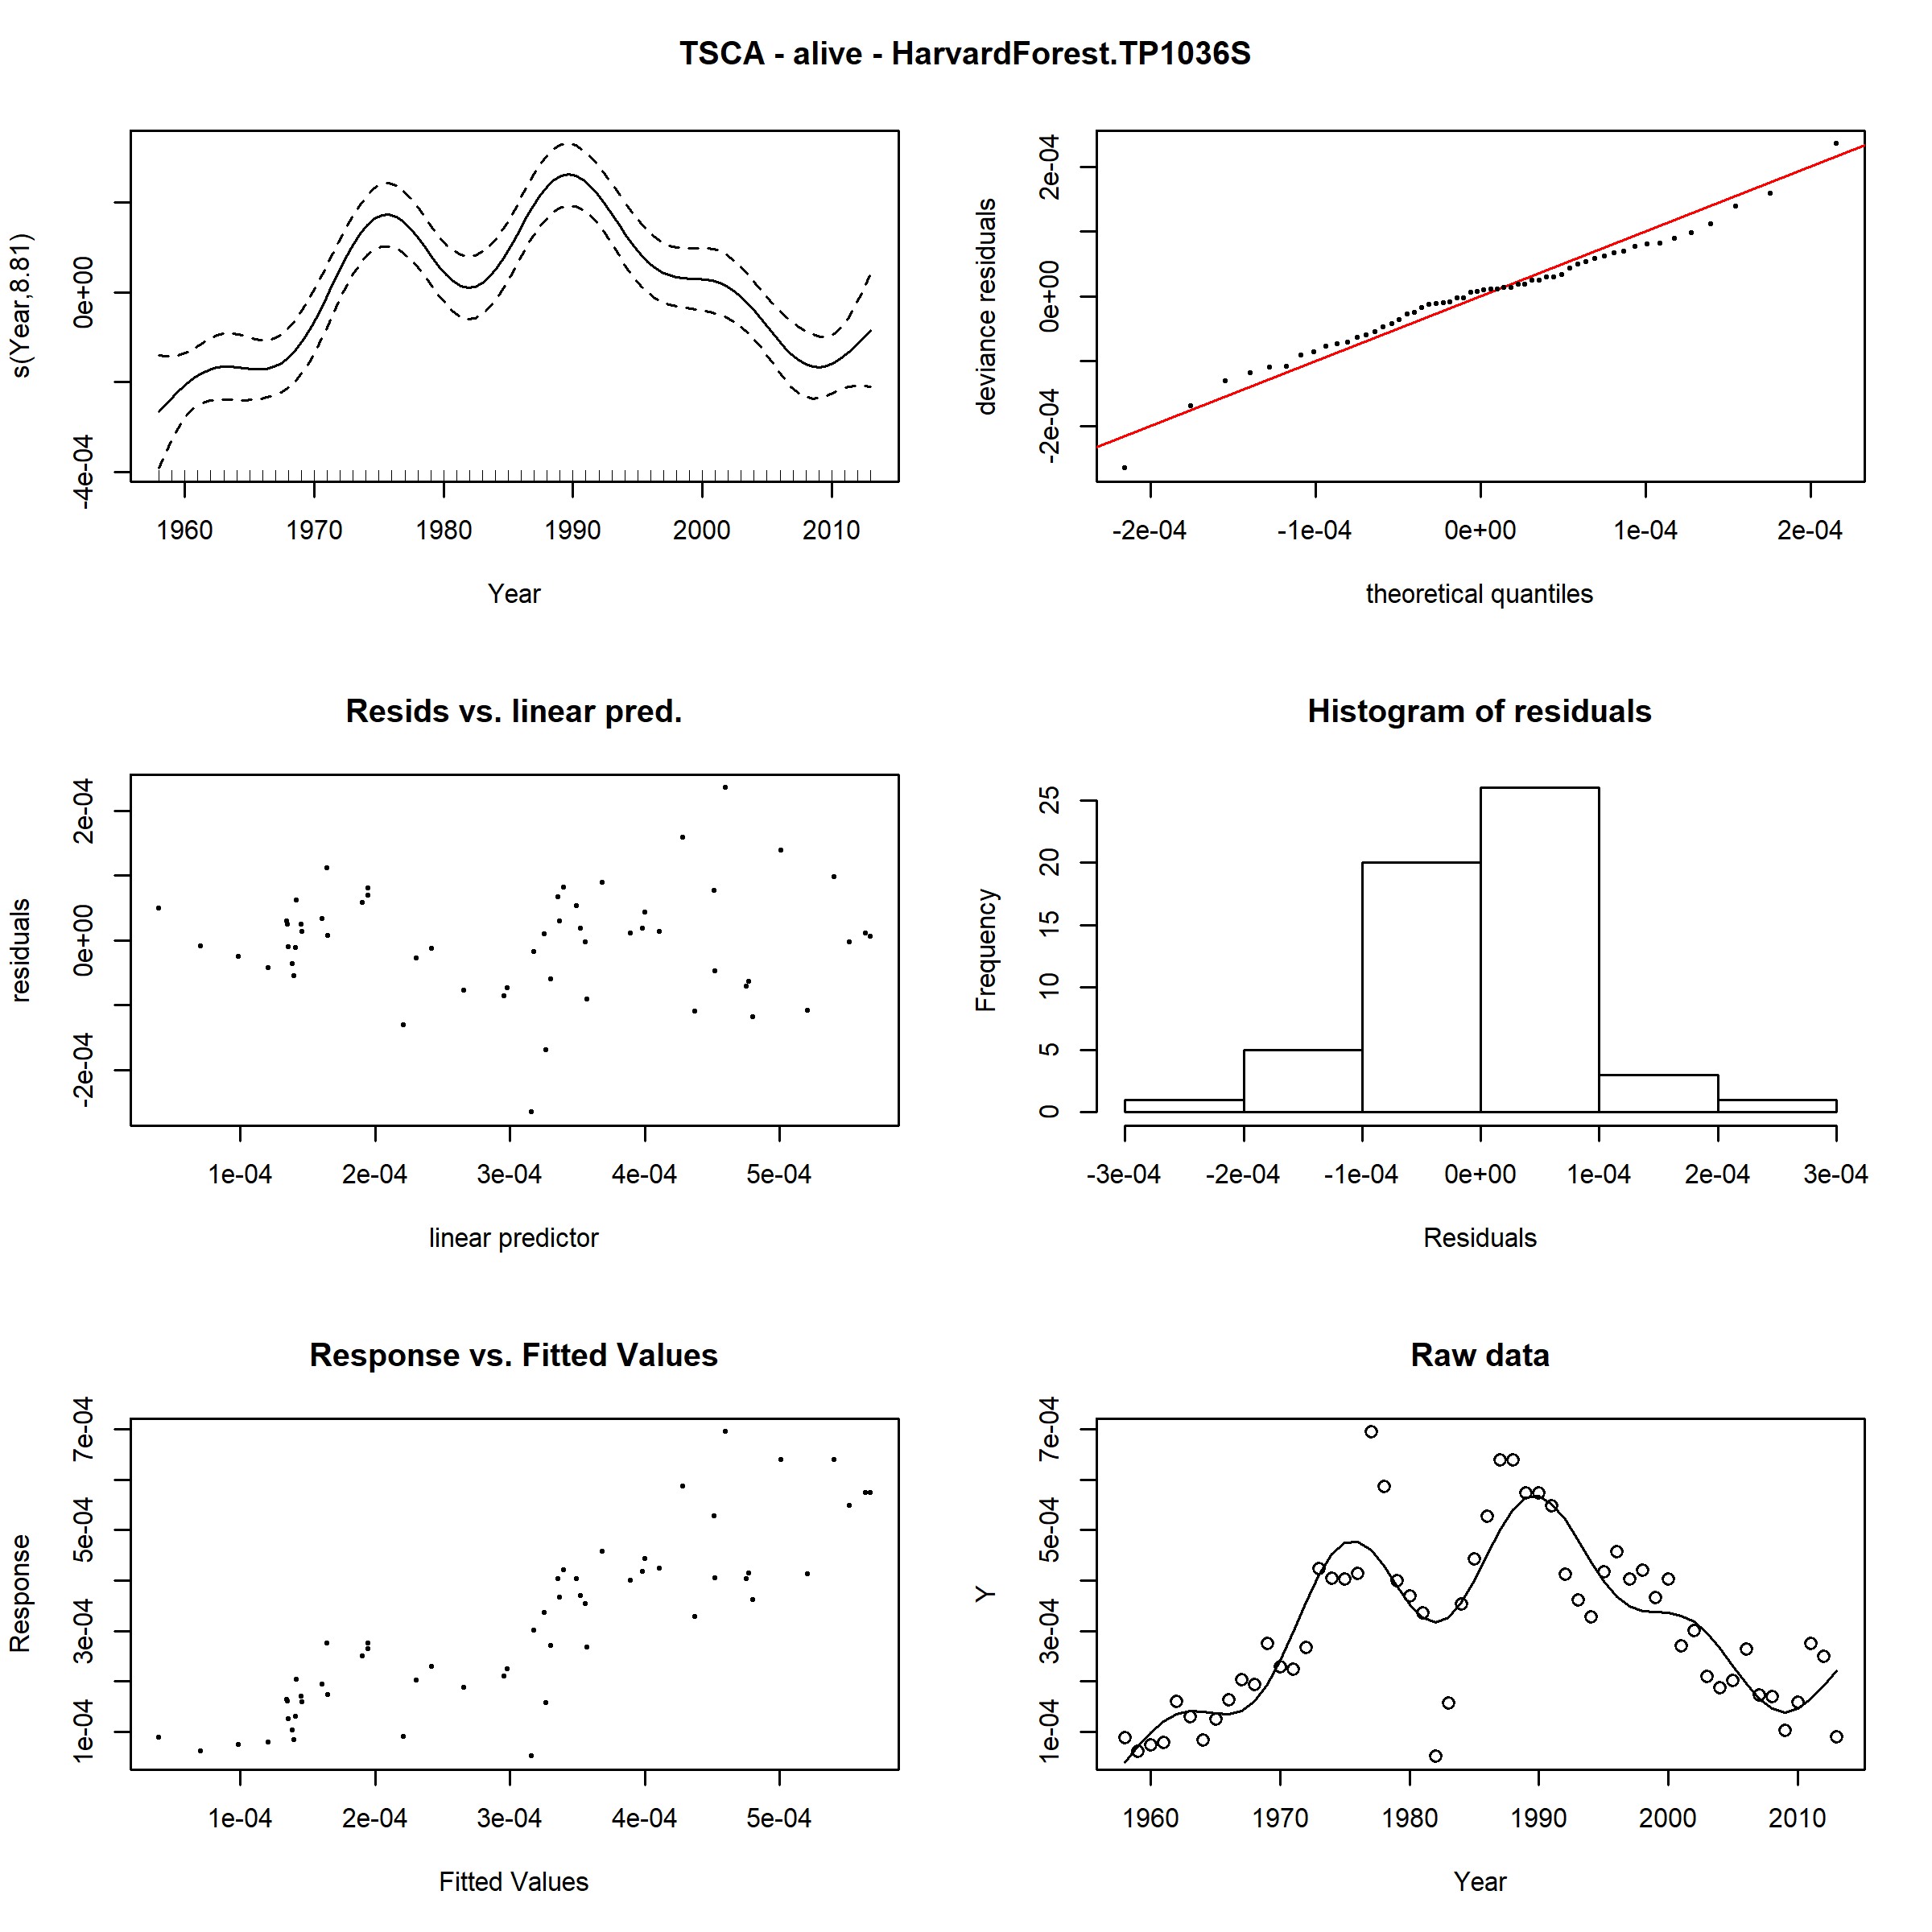 TSCA - alive - HarvardForest.TP1036S
s(Year,8.81)
-4e-04
0e+00
1960 1970 1980 1990 2000 2010
Year
deviance residuals
-2e-04
0e+00
2e-04
-2e-04 -1e-04 0e+00 1e-04 2e-04
theoretical quantiles
Resids vs. linear pred.
residuals
-2e-04
0e+00
2e-04
1e-04 2e-04 3e-04 4e-04 5e-04
linear predictor
Histogram of residuals
Frequency
0
5
10
15
20
25
-3e-04 -2e-04 -1e-04 0e+00 1e-04 2e-04 3e-04
Residuals
Response vs. Fitted Values
Response
1e-04
3e-04
5e-04
7e-04
1e-04 2e-04 3e-04 4e-04 5e-04
Fitted Values
Raw data
Y
1e-04
3e-04
5e-04
7e-04
1960 1970 1980 1990 2000 2010
Year